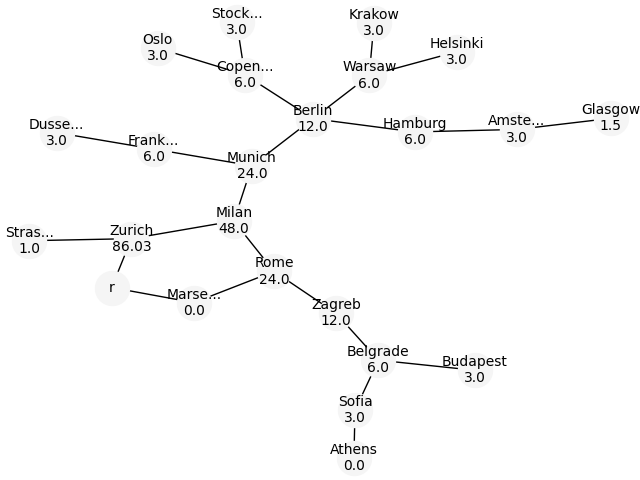 Stock...
3.0
Krakow
3.0
Oslo
3.0
Helsinki
3.0
Copen...
6.0
Warsaw
6.0
Berlin
12.0
Hamburg
6.0
Amste...
3.0
Glasgow
1.5
Dusse...
3.0
Frank...
6.0
Munich
24.0
Milan
48.0
Stras...
1.0
Zurich
86.03
Rome
24.0
r
Marse...
0.0
Zagreb
12.0
Belgrade
6.0
Budapest
3.0
Sofia
3.0
Athens
0.0